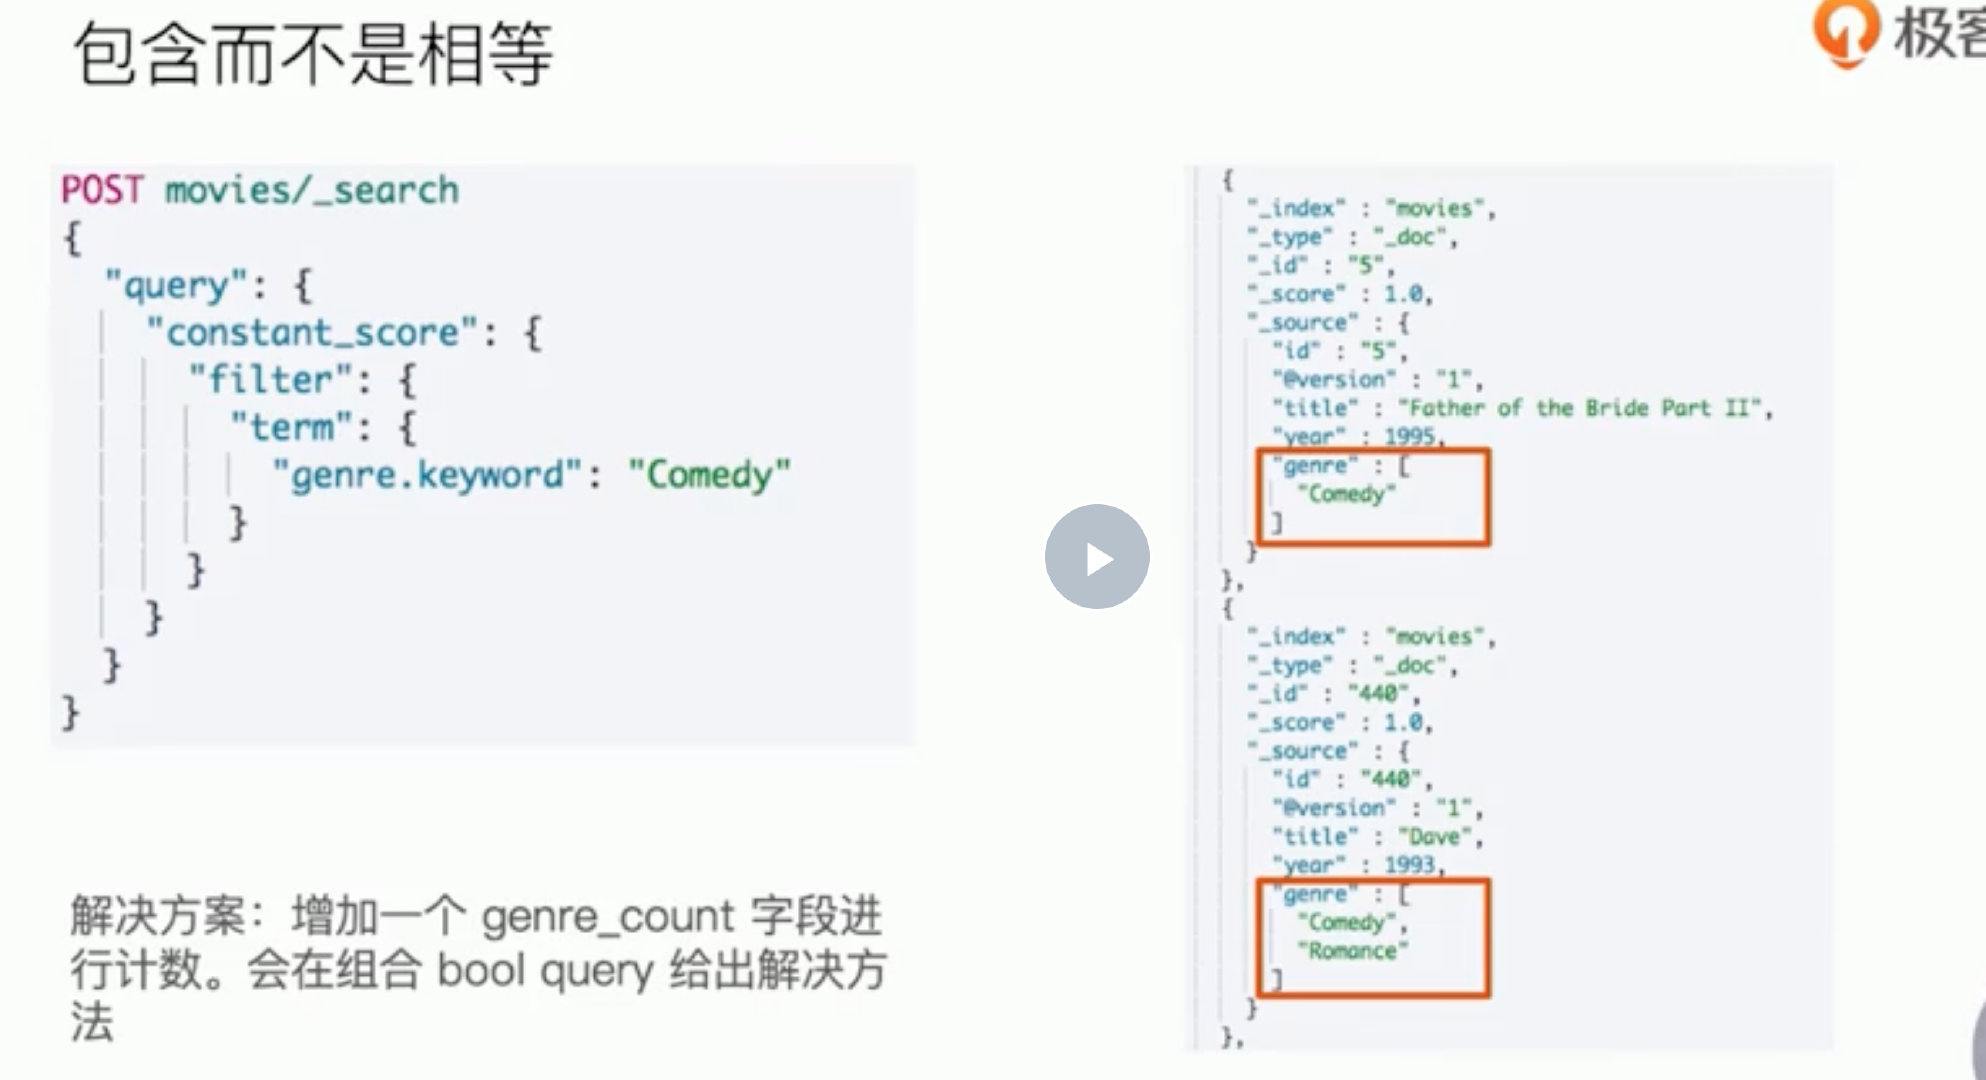 包含而不是相等
极客
POST movies/_search
{
"query": {
"constant_score": {
"filter": {
"term": {
"genre.keyword": "Comedy"
}
}
}
}
}
解决方案：增加一个 genre_count 字段进
行计数。会在组合 bool query 给出解决方
法
{
"_index" : "movies",
"_type" : "_doc",
"_id" : "5",
"_score" : 1.0,
"_source" : {
"id" : "5",
"@version" : "1",
"title" : "Father of the Bride Part II",
"year" : 1995,
"genre" : [
"Comedy"
]
}
},
{
"_index" : "movies",
"_type" : "_doc",
"_id" : "440",
"_score" : 1.0,
"_source" : {
"id" : "440",
"@version" : "1",
"title" : "Dave",
"year" : 1993,
"genre" : [
"Comedy",
"Romance"
]
}
},